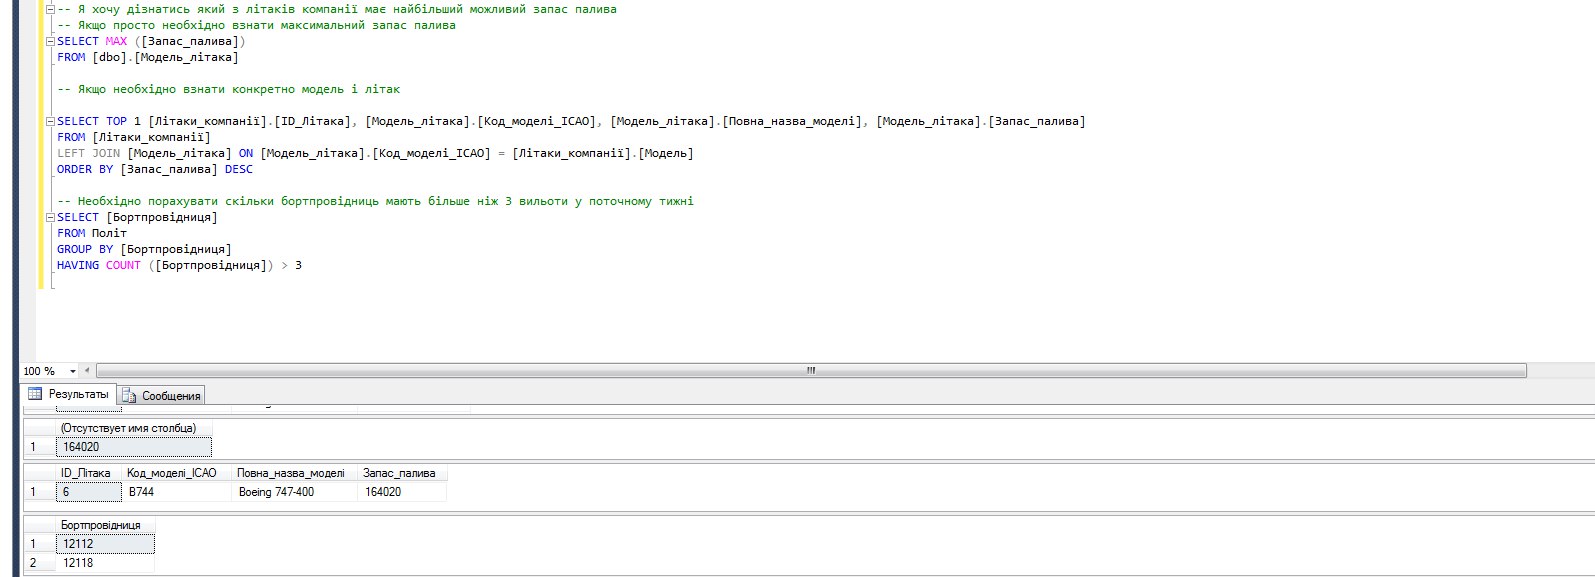 -- Я хочу дізнатись який з літаків компанії має найбільший можливий запас палива
-- Якщо просто необхідно взнати максимальний запас палива
SELECT MAX ([Запас_палива])
FROM [dbo].[Модель_літака]
-- Якщо необхідно взнати конкретно модель і літак
SELECT TOP 1 [Літаки_компанії].[ID_Літака], [Модель_літака].[Код_моделі_ICAO], [Модель_літака].[Повна_назва_моделі], [Модель_літака].[Запас_палива]
FROM [Літаки_компанії]
LEFT JOIN [Модель_літака] ON [Модель_літака].[Код_моделі_ICAO] = [Літаки_компанії].[Модель]
ORDER BY [Запас_палива] DESC
-- Необхідно порахувати скільки бортпровідниць мають більше ніж 3 вильоти у поточному тижні
SELECT [Бортпровідниця]
FROM Політ
GROUP BY [Бортпровідниця]
HAVING COUNT ([Бортпровідниця]) > 3
100 %
Результаты Сообщения
(Отсутствует имя столбца)
1 164020
ID_Літака Код_моделі_ICAO Повна_назва_моделі Запас_палива
1 6 B744 Boeing 747-400 164020
Бортпровідниця
1 12112
2 12118